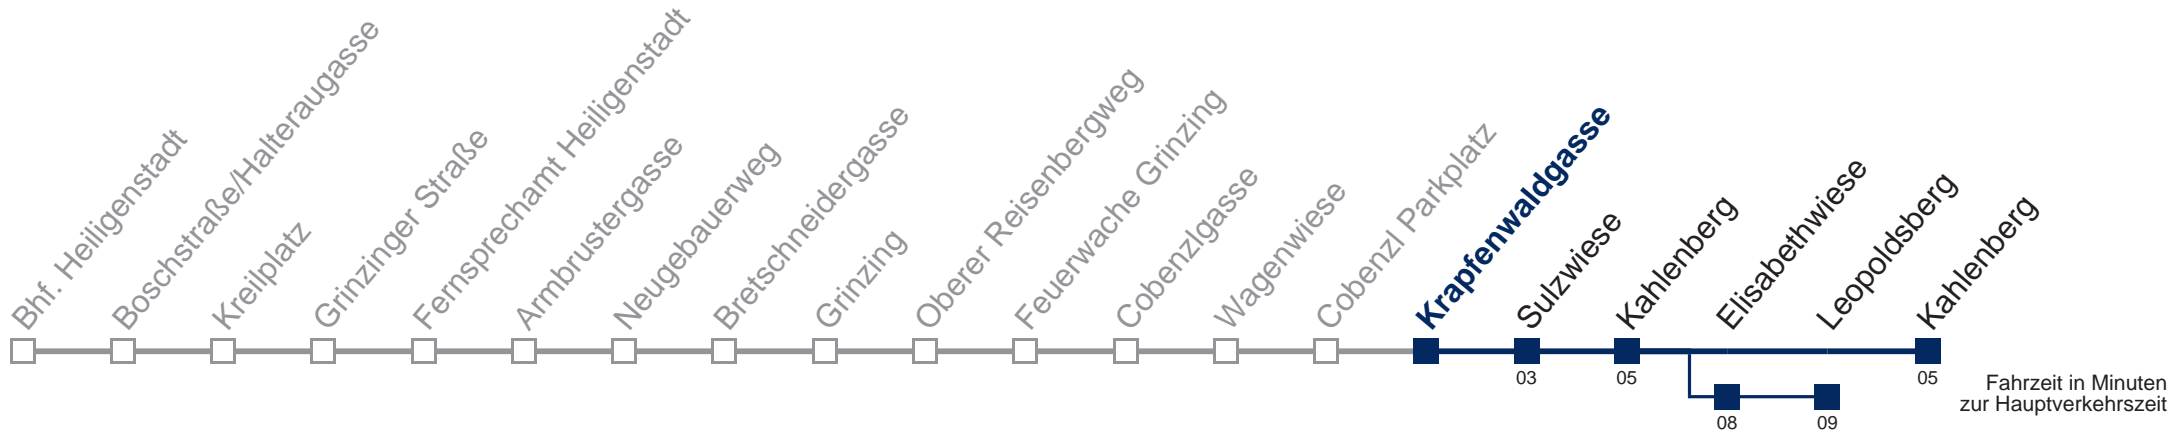 Bhf. Heiligenstadt
Boschstraße/Halteraugasse
Kreilplatz
Grinzinger Straße
Fernsprechamt Heiligenstadt
Armbrustergasse
Neugebauerweg
Bretschneidergasse
Grinzing
Oberer Reisenbergweg
Feuerwache Grinzing
Cobenzlgasse
Wagenwiese
Cobenzl Parkplatz
Krapfenwaldgasse
Sulzwiese
Kahlenberg
Elisabethwiese
Leopoldsberg
Kahlenberg
03
05
05
08
09
Fahrzeit in Minuten
zur Hauptverkehrszeit